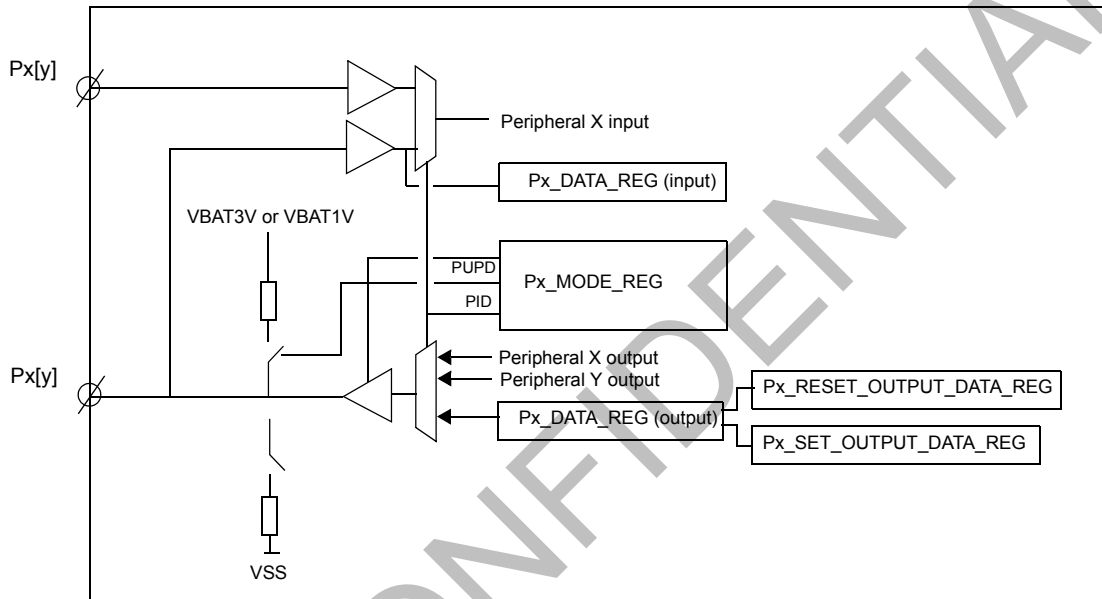 Px[y]
Peripheral X input
Px_DATA_REG (input)
VBAT3V or VBAT1V
PUPD
Px_MODE_REG
PID
Peripheral X output
Px[y]
Peripheral Y output
Px_RESET_OUTPUT_DATA_REG
Px_DATA_REG (output)
Px_SET_OUTPUT_DATA_REG
VSS
CONFIDENTIAL